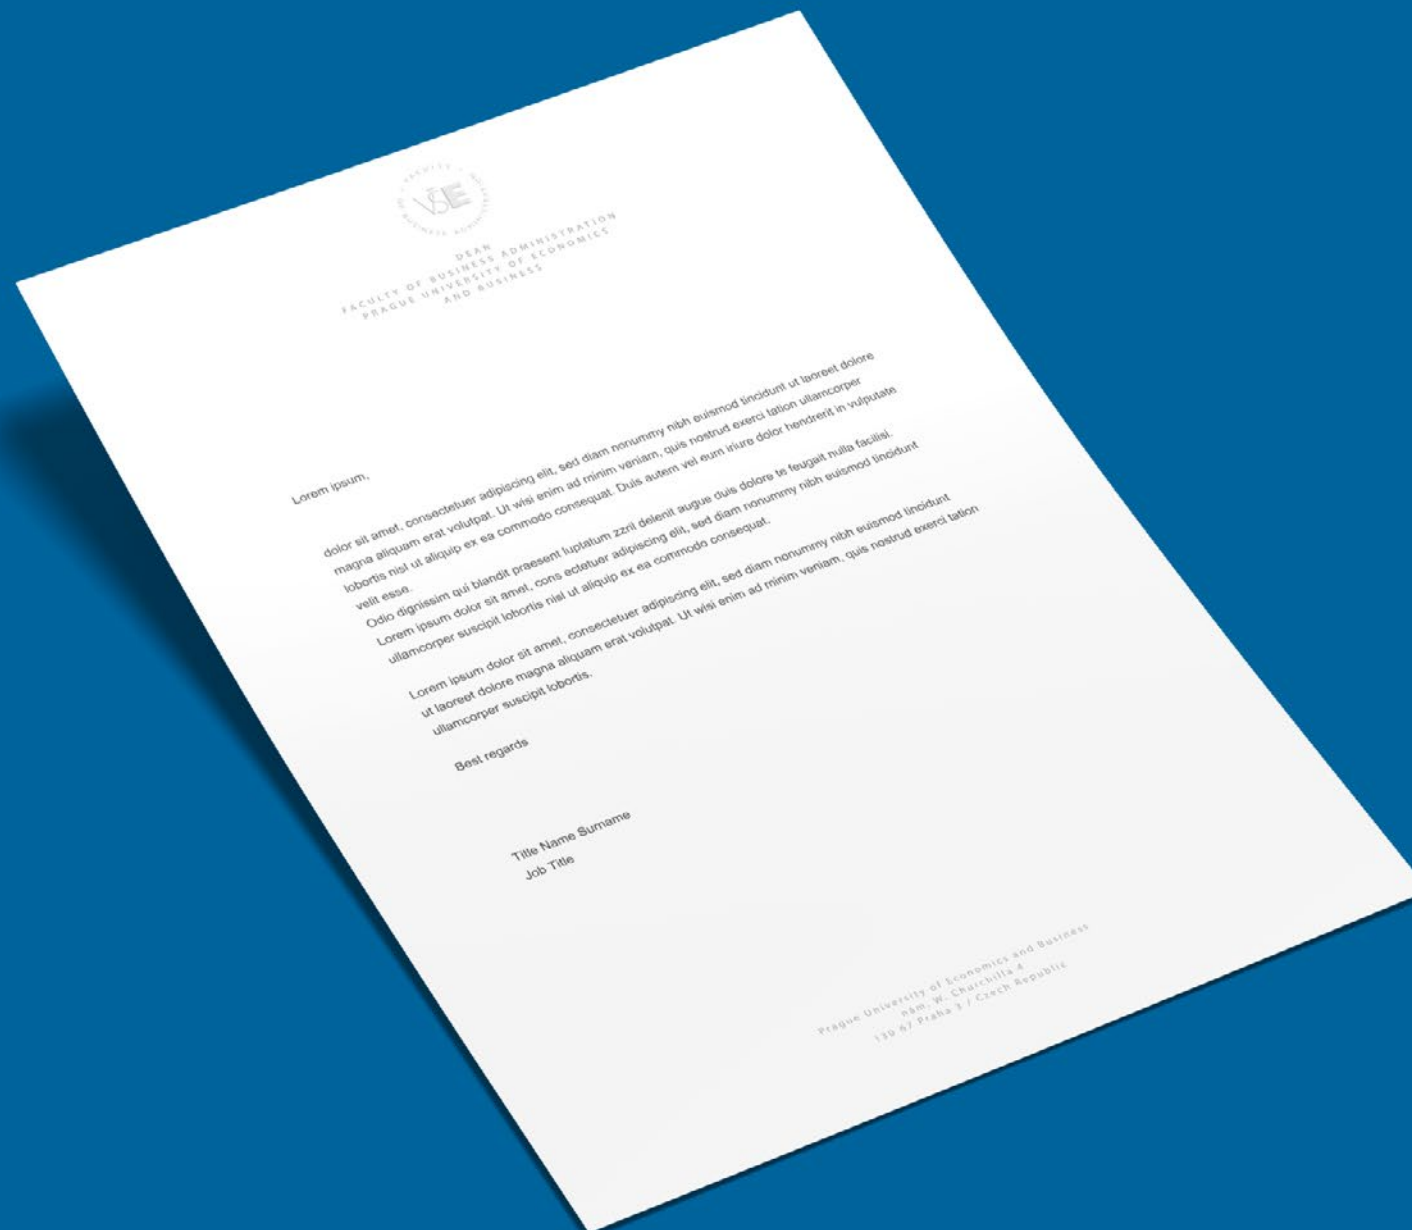 FACULTY
OF BUSINESS ADMINISTRATION
VŠE
DEAN
FACULTY OF BUSINESS ADMINISTRATION
PRAGUE UNIVERSITY OF ECONOMICS
AND BUSINESS
Lorem ipsum,
dolor sit amet, consectetuer adipiscing elit, sed diam nonummy nibh euismod tincidunt ut laoreet dolore
magna aliquam erat volutpat. Ut wisi enim ad minim veniam, quis nostrud exerci tation ullamcorper
lobortis nisl ut aliquip ex ea commodo consequat. Duis autem vel eum iriure dolor hendrerit in vulputate
velit esse.
Odio dignissim qui blandit praesent luptatum zzril delenit augue duis dolore te feugait nulla facilisi.
Lorem ipsum dolor sit amet, cons ectetuer adipiscing elit, sed diam nonummy nibh euismod tincidunt
ullamcorper suscipit lobortis nisl ut aliquip ex ea commodo consequat.
Lorem ipsum dolor sit amet, consectetuer adipiscing elit, sed diam nonummy nibh euismod tincidunt
ut laoreet dolore magna aliquam erat volutpat. Ut wisi enim ad minim veniam, quis nostrud exerci tation
ullamcorper suscipit lobortis.
Best regards
Title Name Surname
Job Title
Prague University of Economics and Business
nám. W. Churchilla 4
130 67 Praha 3 / Czech Republic